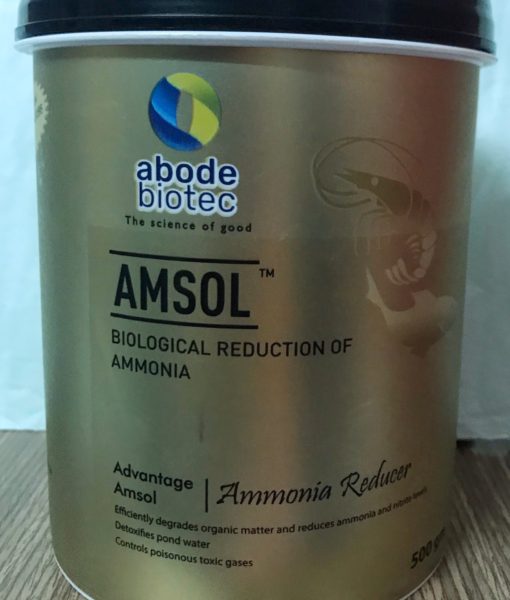 abode
biotec
The science of good
AMSOL™
BIOLOGICAL REDUCTION OF
AMMONIA
Advantage
Amsol
Ammonia Reducer
Efficiently degrades organic matter and reduces ammonia and nitrite levels
Detoxifies pond water
Controls poisonous toxic gases
500 gm